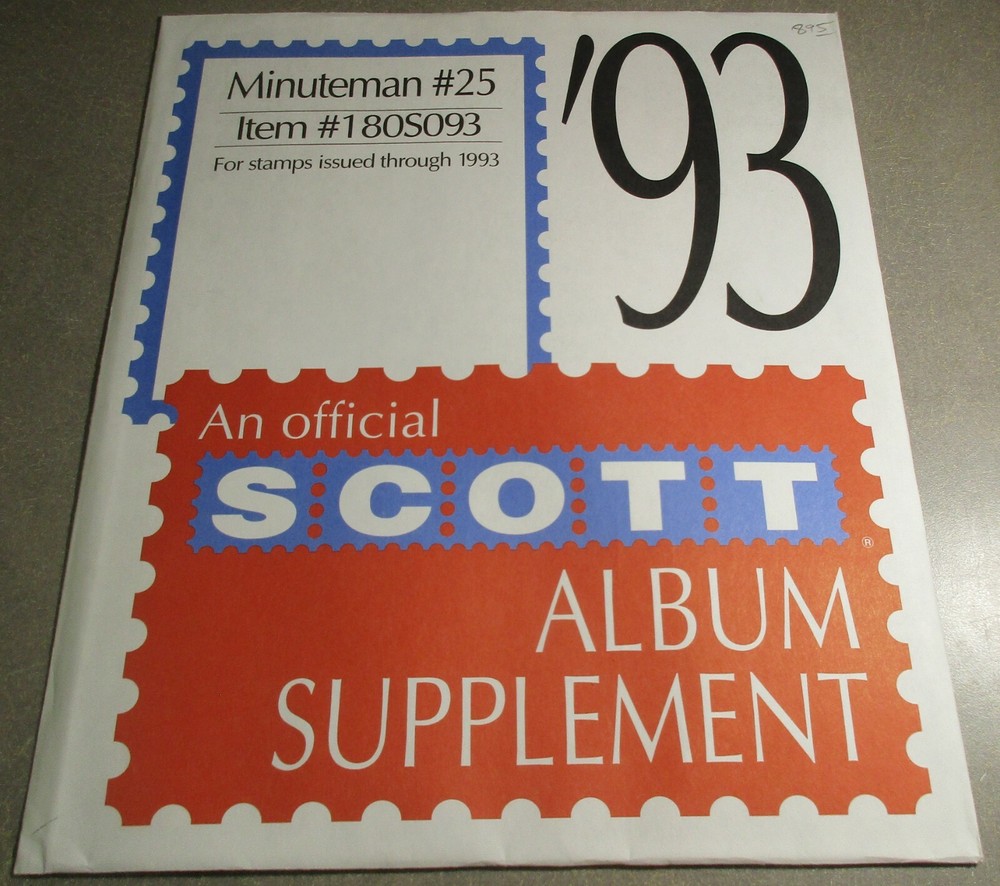 Minuteman #25
Item #180S093
For stamps issued through 1993
'93
895
An official
SCOTT®
ALBUM
SUPPLEMENT